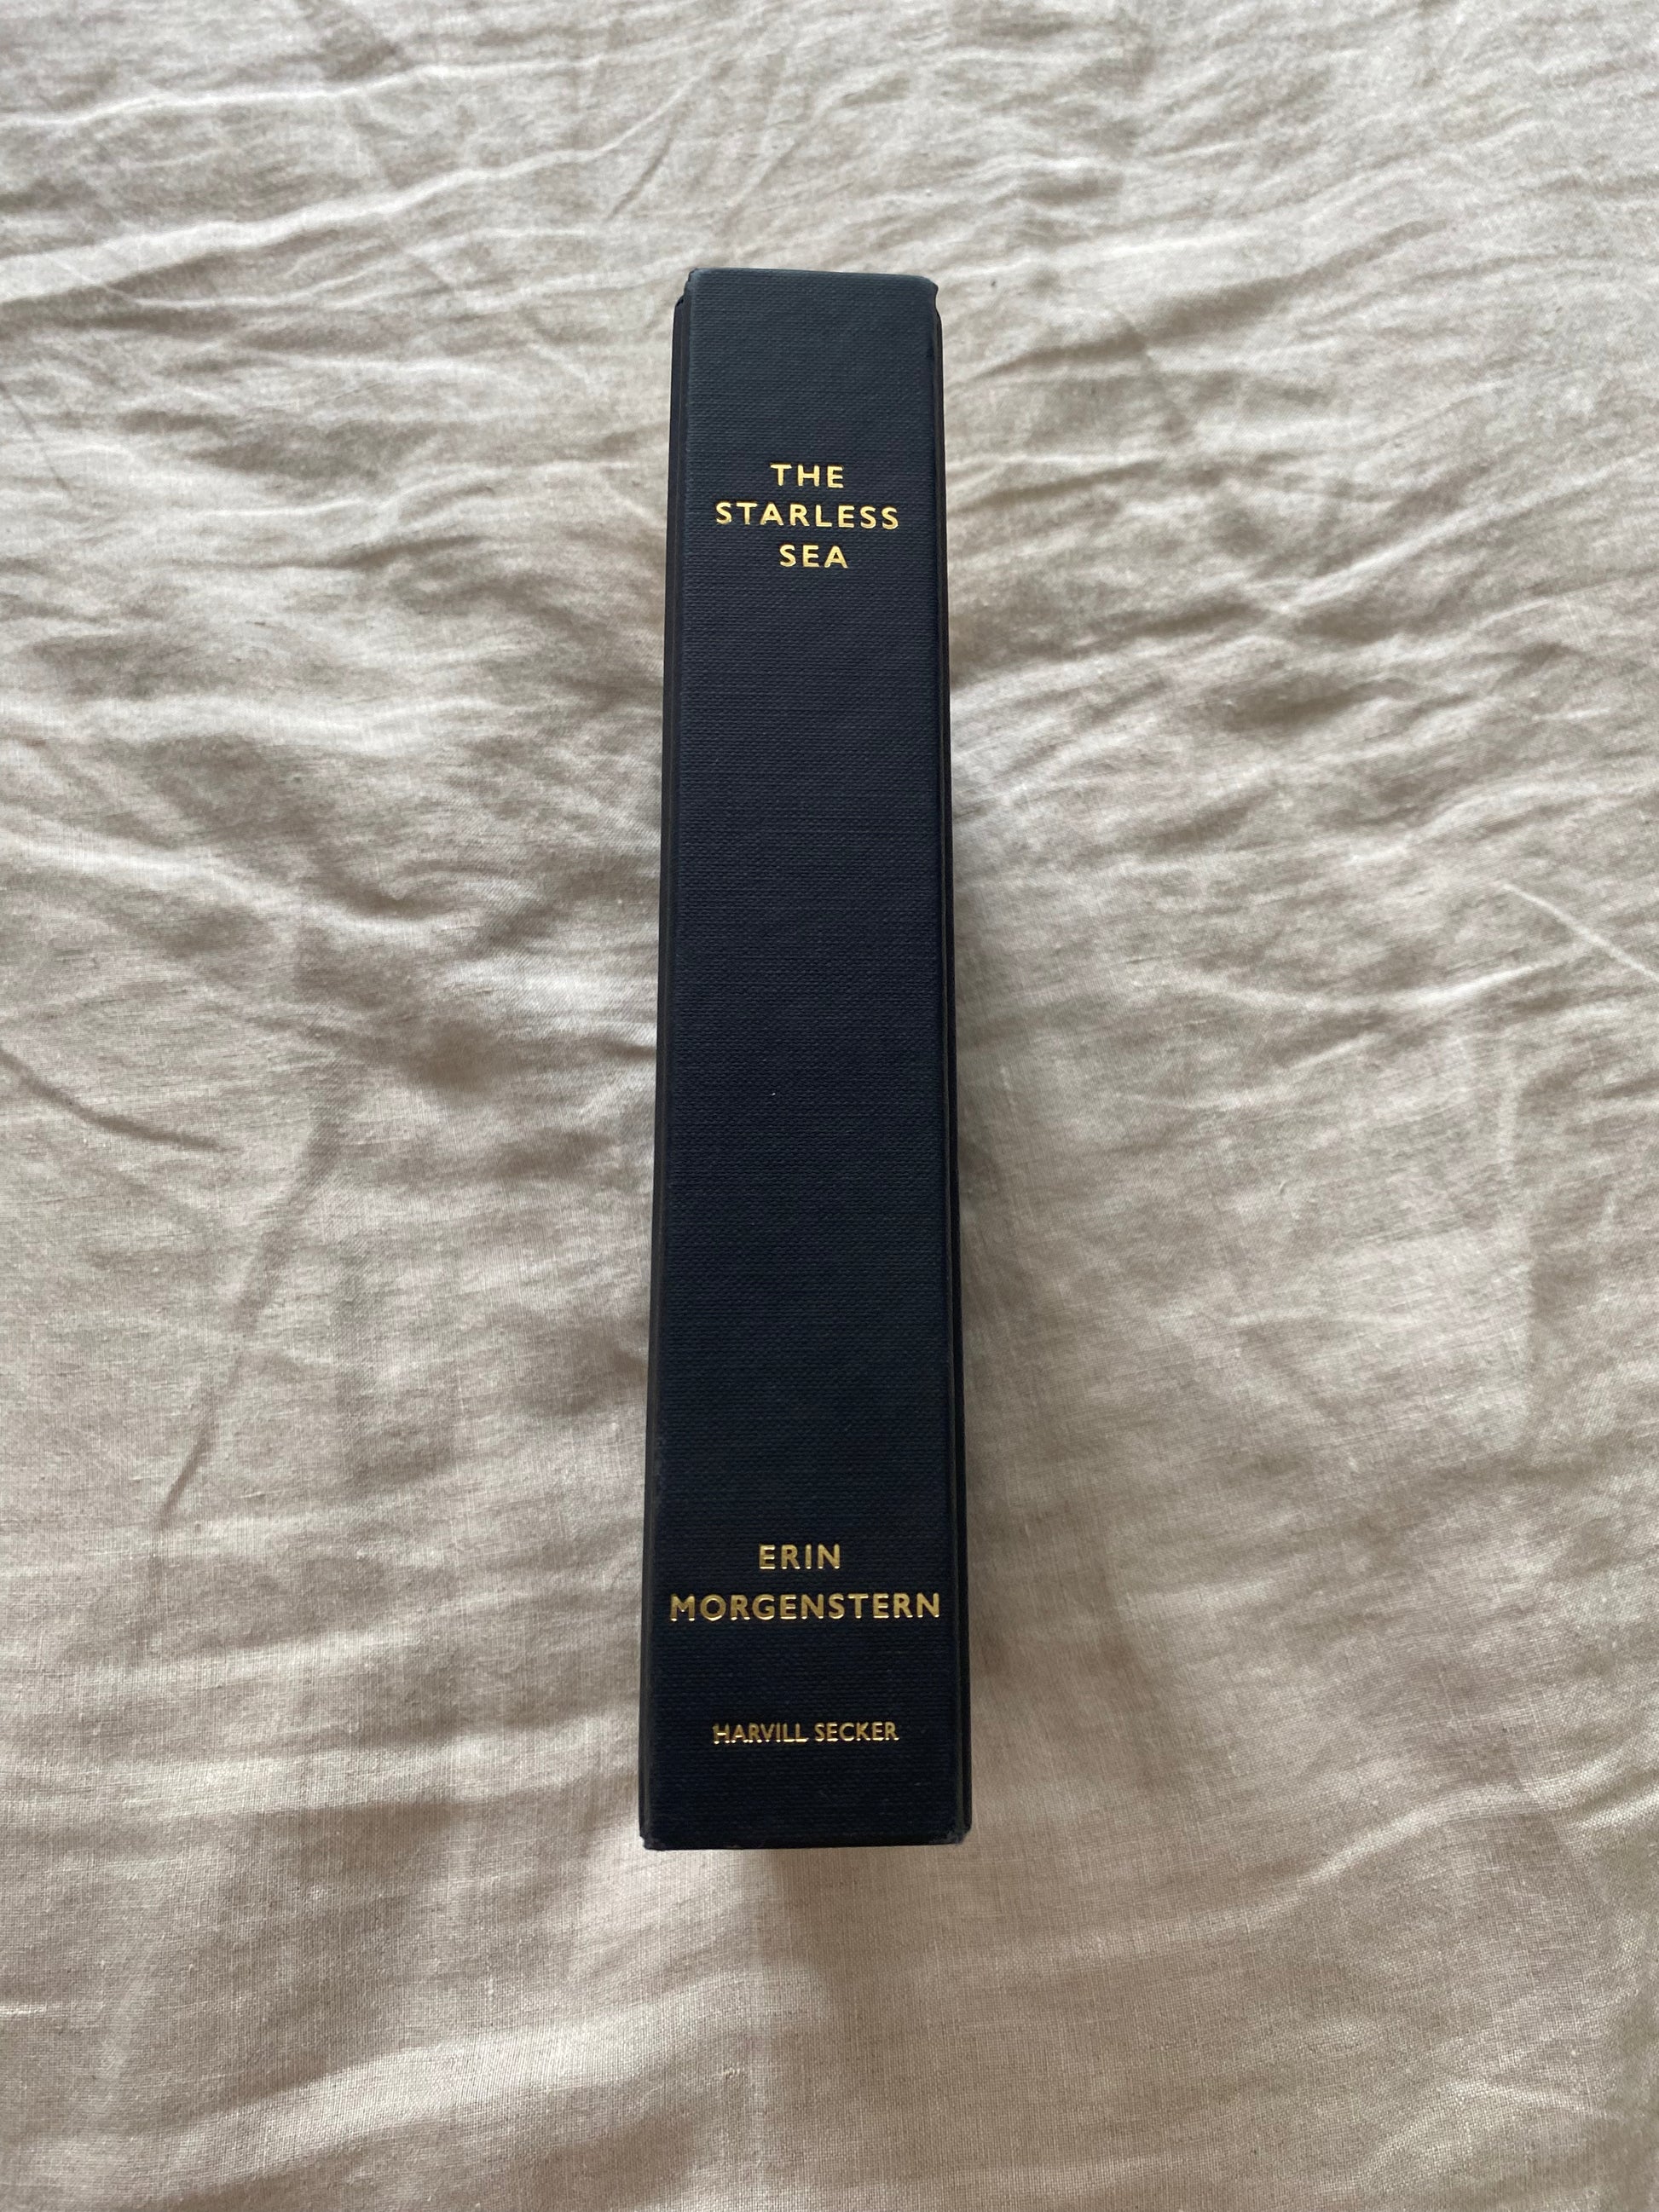 THE
STARLESS
SEA
ERIN
MORGENSTERN
HARVILL SECKER